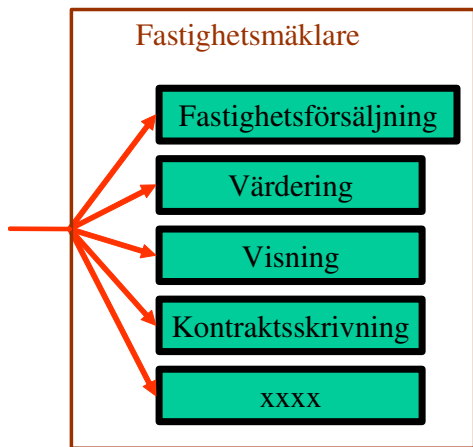 Fastighetsmäklare
Fastighetsförsäljning
Värdering
Visning
Kontraktsskrivning
xxxx